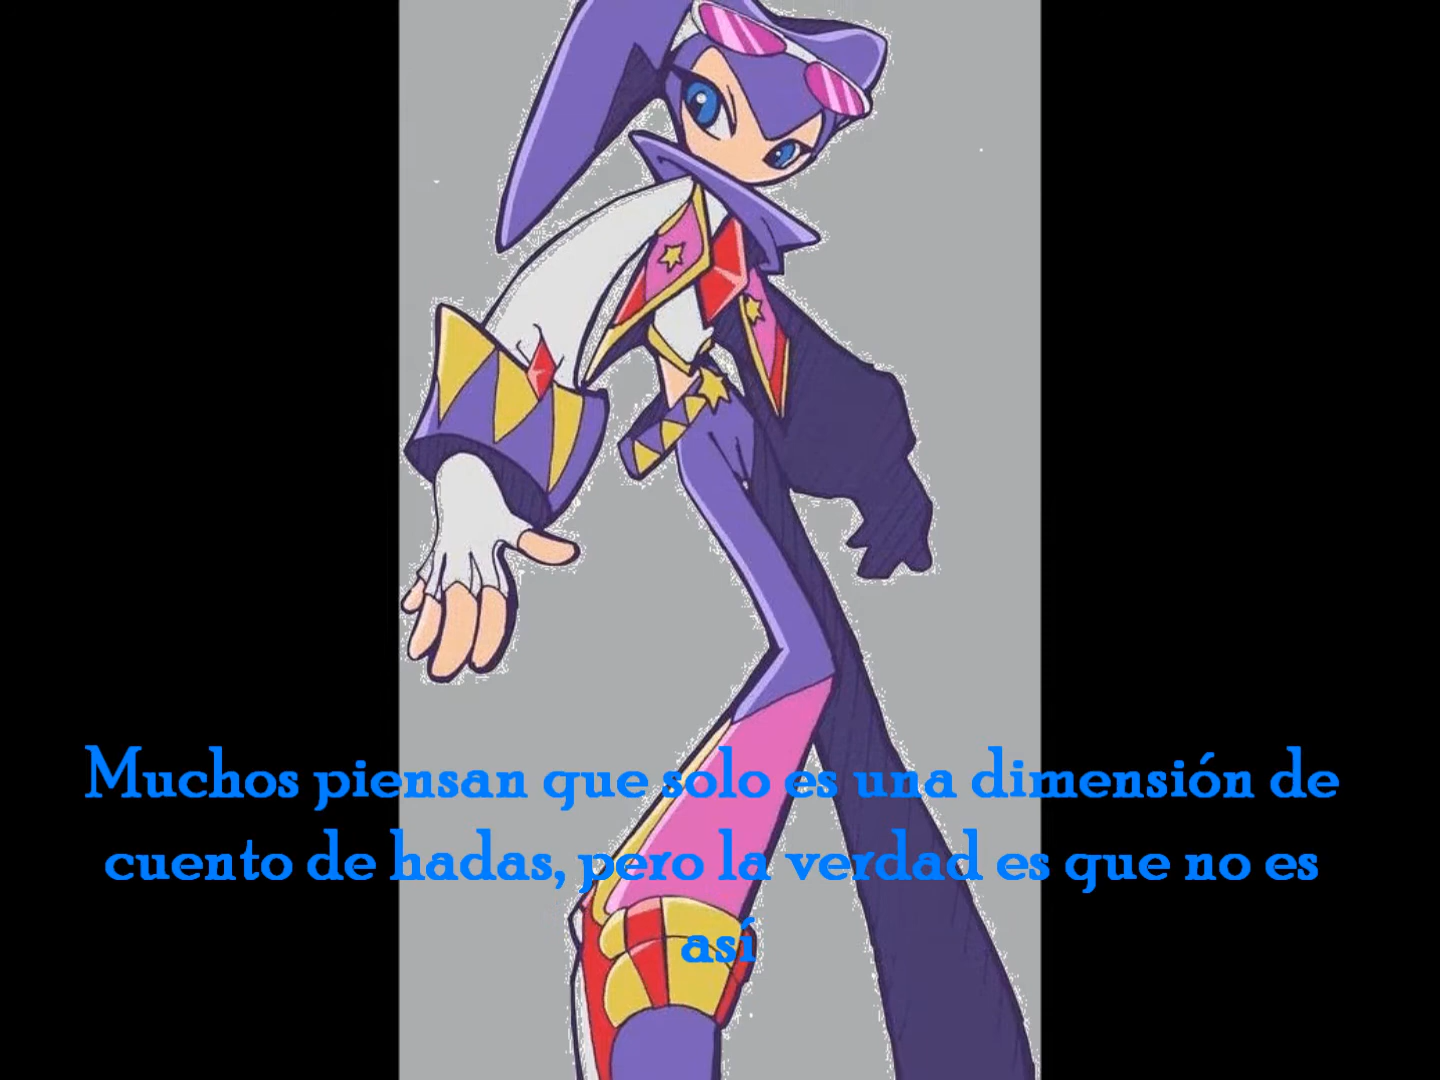 Muchos piensan que solo es una dimensión de
cuento de hadas, pero la verdad es que no es
así